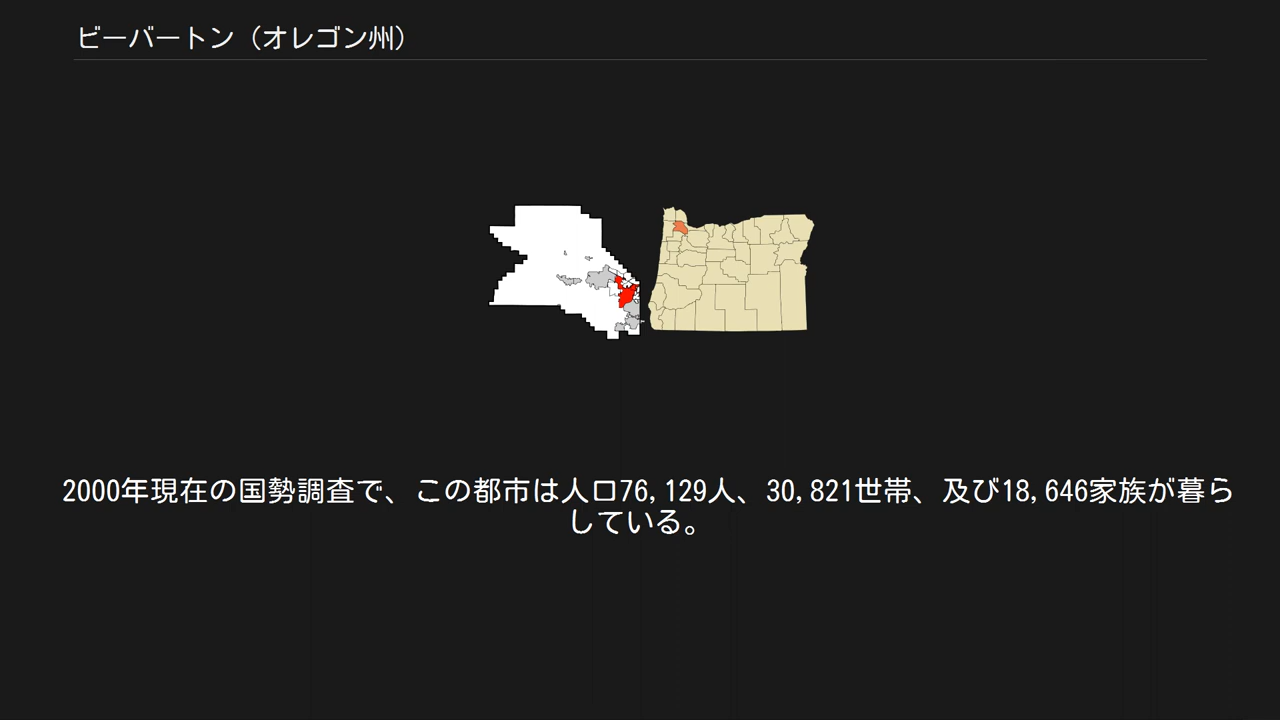 ビーバートン（オレゴン州）
2000年現在の国勢調査で、この都市は人口76,129人、30,821世帯、及び18,646家族が暮ら
している。